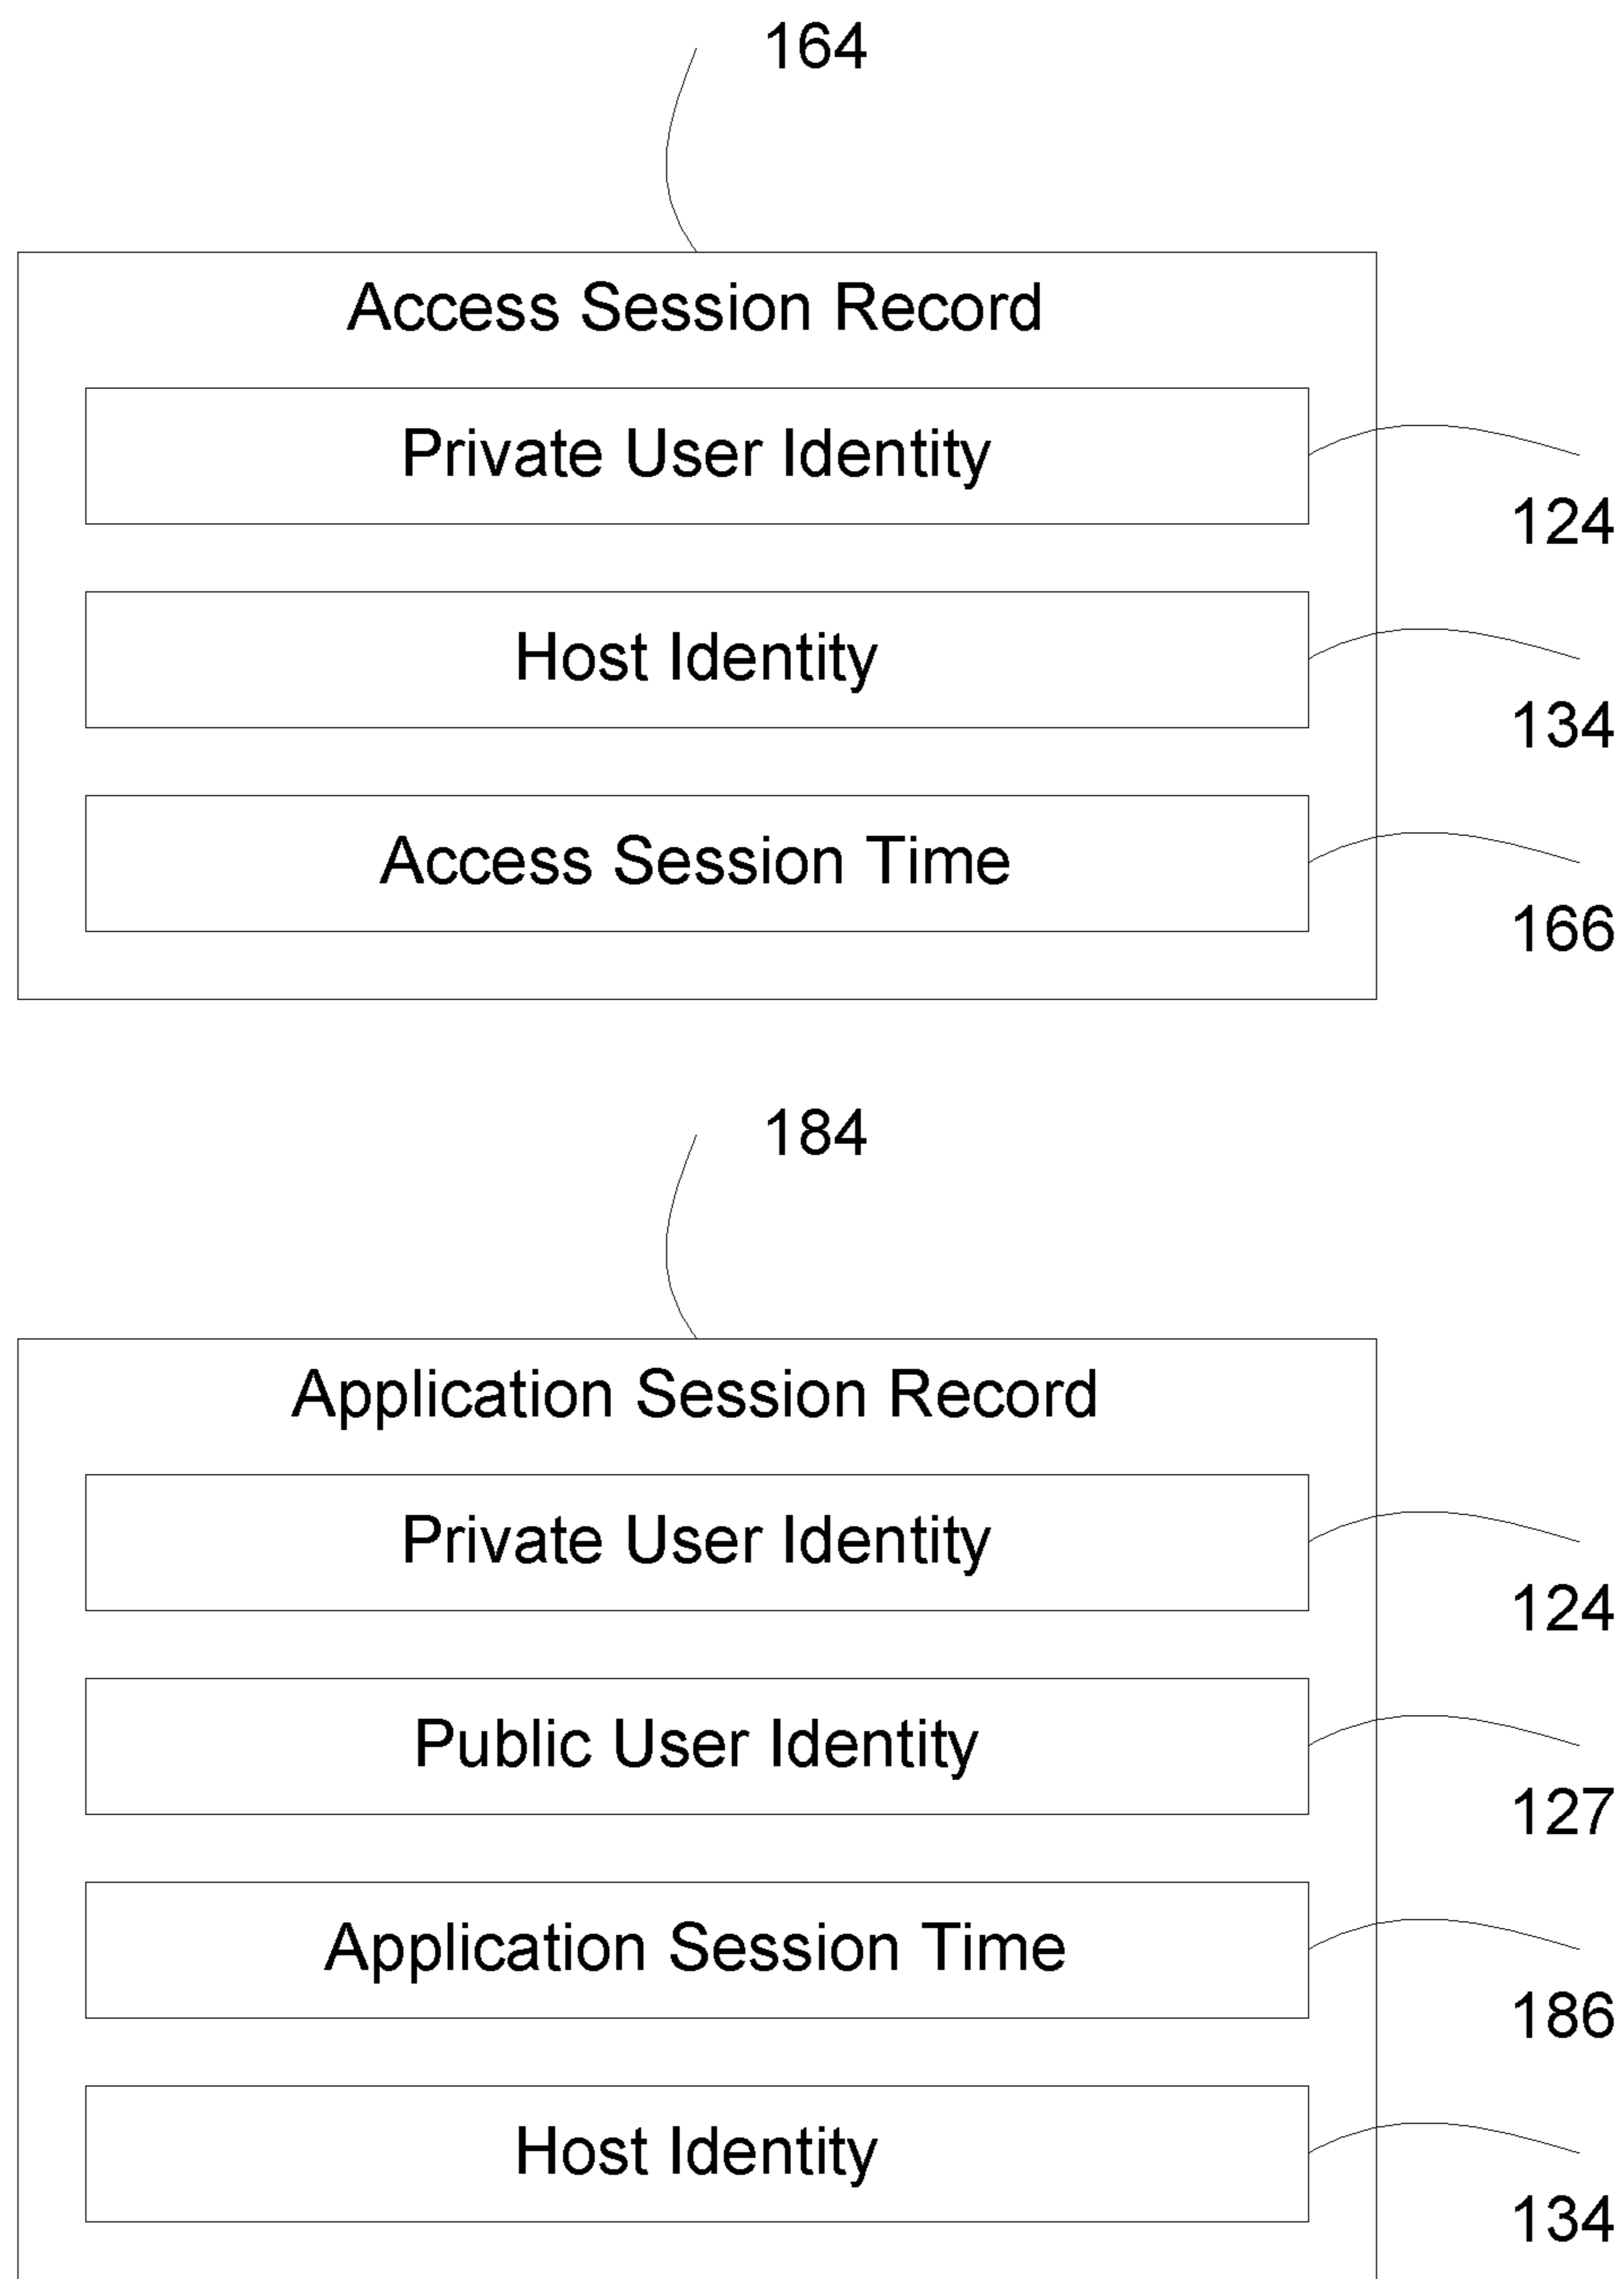 164
Access Session Record
Private User Identity
124
Host Identity
134
Access Session Time
166
184
Application Session Record
Private User Identity
124
Public User Identity
127
Application Session Time
186
Host Identity
134